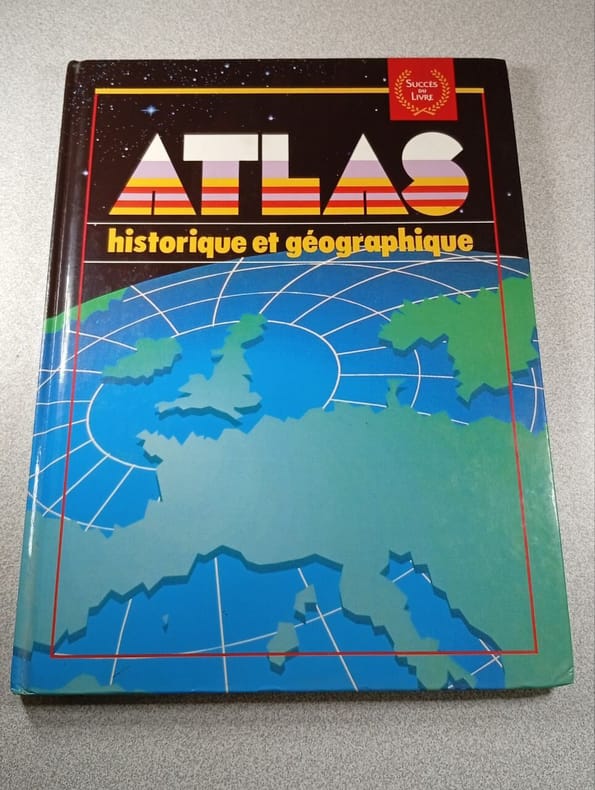 SUCCÈS
DU
LIVRE
ATLAS
historique et géographique